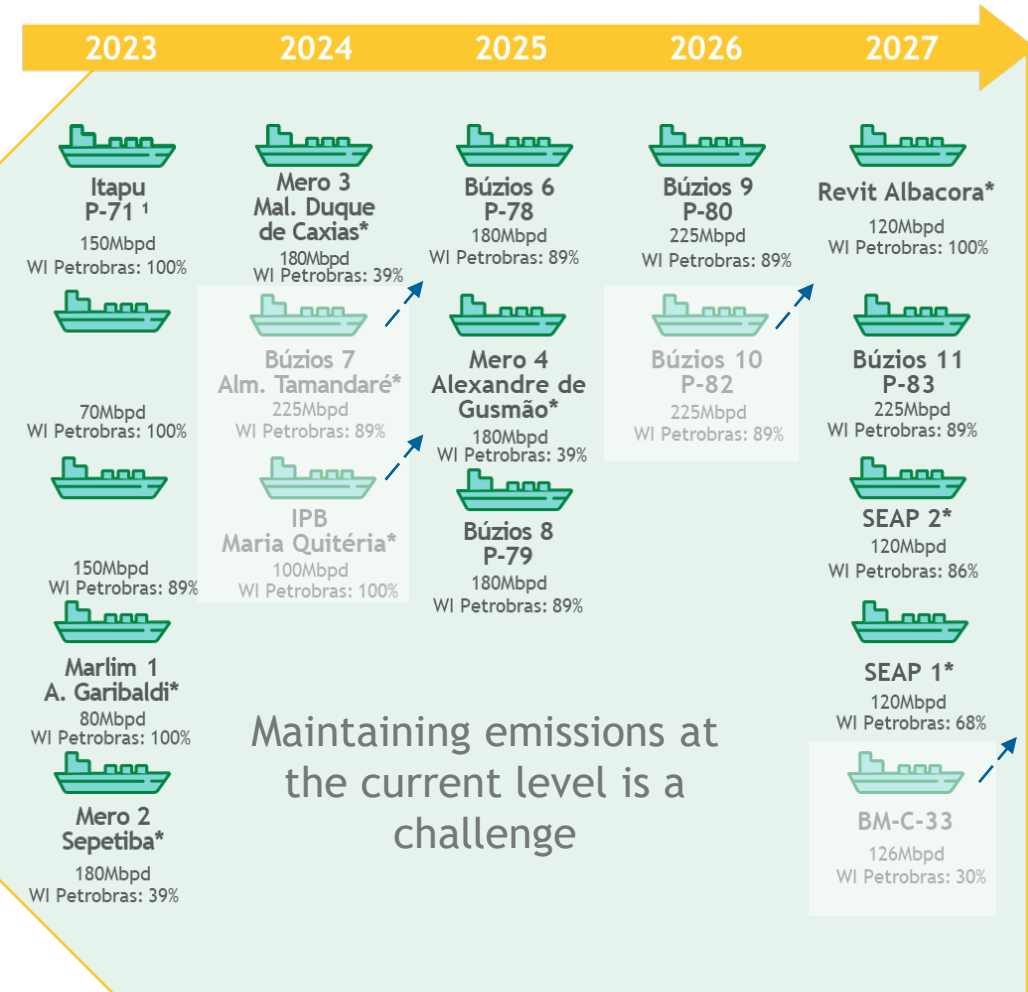 2023
2024
2025
2026
2027
Itapu
P-71 ¹
150Mbpd
WI Petrobras: 100%
70Mbpd
WI Petrobras: 100%
150Mbpd
WI Petrobras: 89%
Marlim 1
A. Garibaldi*
80Mbpd
WI Petrobras: 100%
Mero 2
Sepetiba*
180Mbpd
WI Petrobras: 39%
Mero 3
Mal. Duque
de Caxias*
180Mbpd
WI Petrobras: 39%
Búzios 7
Alm. Tamandaré*
225Mbpd
WI Petrobras: 89%
IPB
Maria Quitéria*
100Mbpd
WI Petrobras: 100%
Búzios 6
P-78
180Mbpd
WI Petrobras: 89%
Mero 4
Alexandre de
Gusmão*
180Mbpd
WI Petrobras: 39%
Búzios 8
P-79
180Mbpd
WI Petrobras: 89%
Búzios 9
P-80
225Mbpd
WI Petrobras: 89%
Búzios 10
P-82
225Mbpd
WI Petrobras: 89%
Revit Albacora*
120Mbpd
WI Petrobras: 100%
Búzios 11
P-83
225Mbpd
WI Petrobras: 89%
SEAP 2*
120Mbpd
WI Petrobras: 86%
SEAP 1*
120Mbpd
WI Petrobras: 68%
BM-C-33
126Mbpd
WI Petrobras: 30%
Maintaining emissions at
the current level is a
challenge